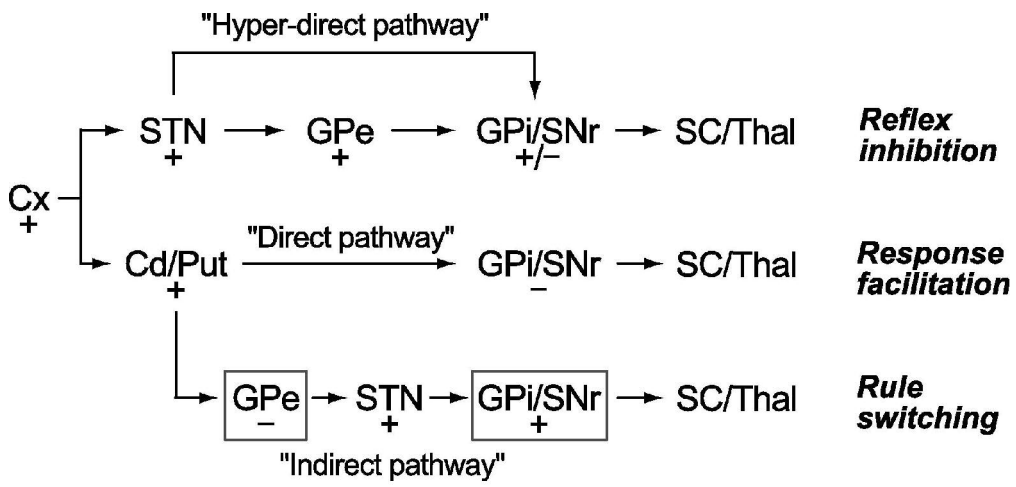 "Hyper-direct pathway"
STN GPe GPi/SNr SC/Thal Reflex inhibition
+ + +/−
Cx
+
"Direct pathway"
Cd/Put GPi/SNr SC/Thal Response facilitation
+ −
GPe STN GPi/SNr SC/Thal Rule switching
− + +
"Indirect pathway"